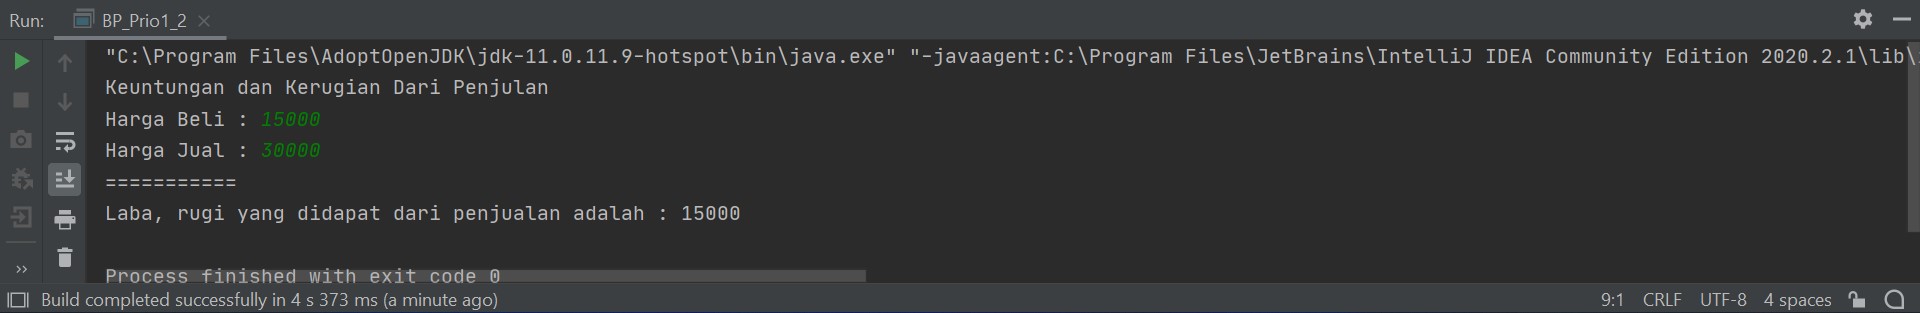 Run: BP_Prio1_2
"C:\Program Files\AdoptOpenJDK\jdk-11.0.11.9-hotspot\bin\java.exe" "-javaagent:C:\Program Files\JetBrains\IntelliJ IDEA Community Edition 2020.2.1\lib\
Keuntungan dan Kerugian Dari Penjulan
Harga Beli : 15000
Harga Jual : 30000
===========
Laba, rugi yang didapat dari penjualan adalah : 15000
Process finished with exit code 0
Build completed successfully in 4 s 373 ms (a minute ago) 9:1 CRLF UTF-8 4 spaces